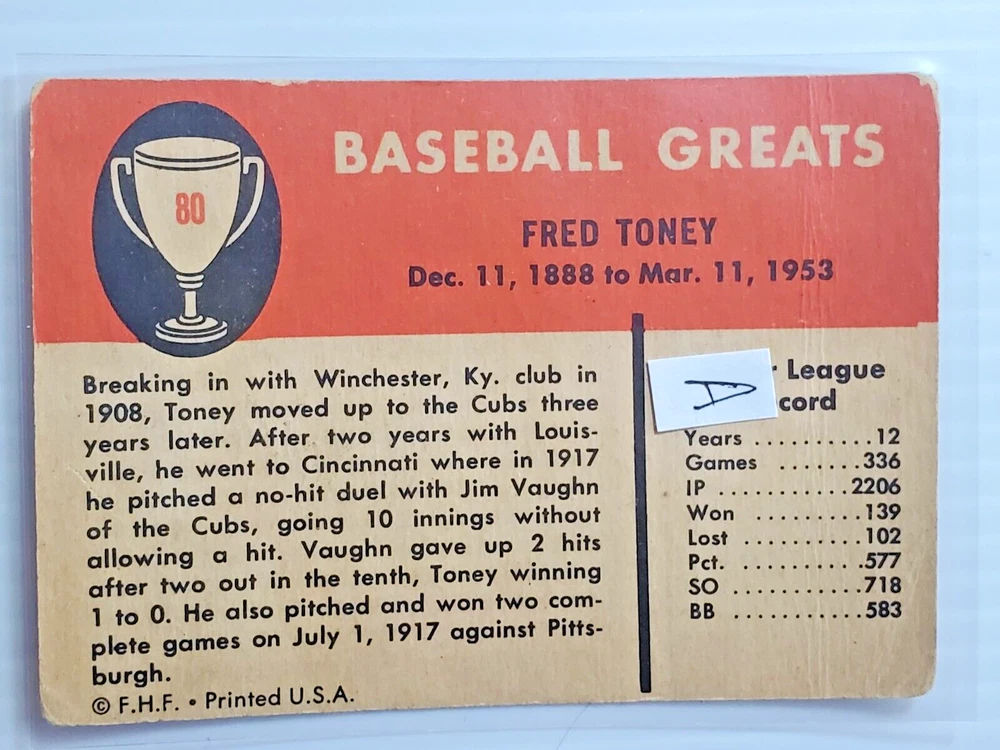 80
BASEBALL GREATS
FRED TONEY
Dec. 11, 1888 to Mar. 11, 1953
Breaking in with Winchester, Ky. club in
1908, Toney moved up to the Cubs three
years later. After two years with Louis-
ville, he went to Cincinnati where in 1917
he pitched a no-hit duel with Jim Vaughn
of the Cubs, going 10 innings without
allowing a hit. Vaughn gave up 2 hits
after two out in the tenth, Toney winning
1 to 0. He also pitched and won two com-
plete games on July 1, 1917 against Pitts-
burgh.
© F.H.F. • Printed U.S.A.
D
League
Years ..........12
Games .......336
IP ............2206
Won .........139
Lost ..........102
Pct. ...........577
SO ...........718
BB ...........583